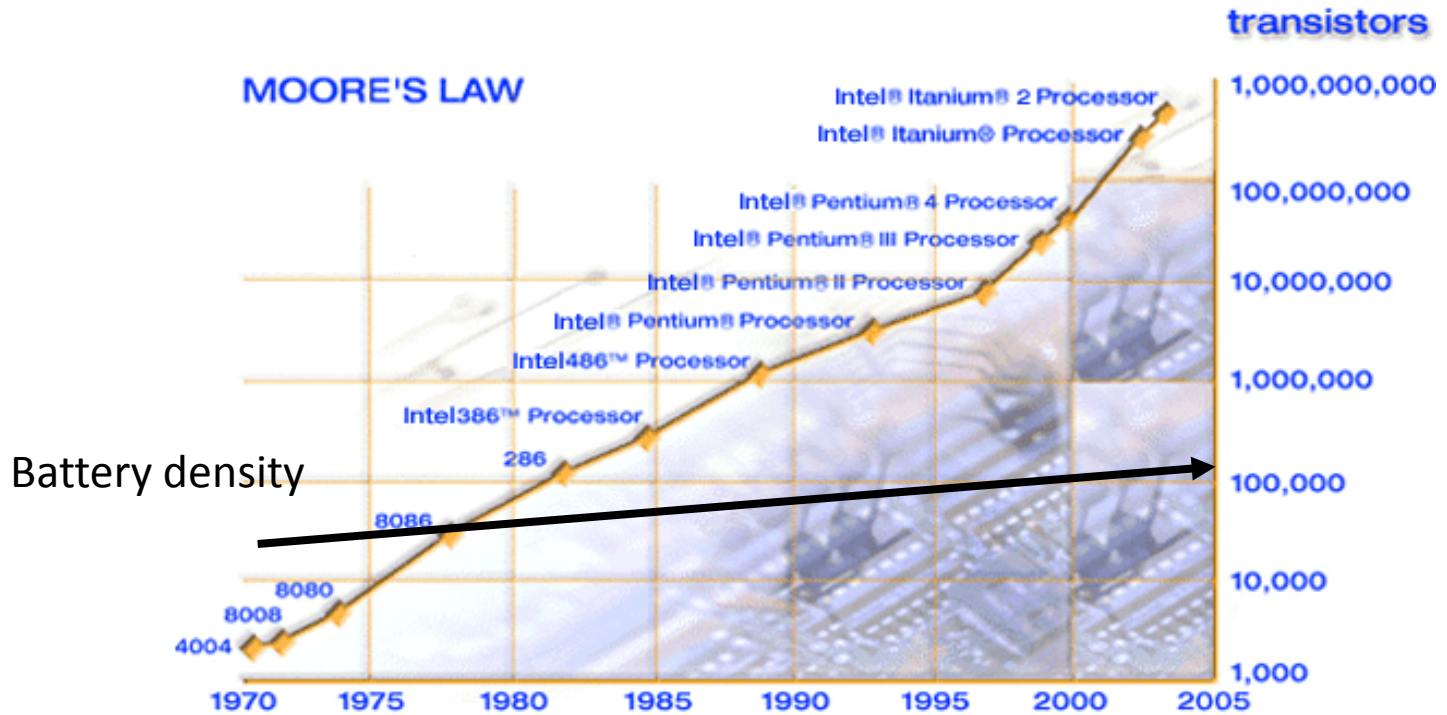 transistors
MOORE'S LAW
1,000,000,000
Intel® Itanium® 2 Processor
Intel® Itanium® Processor
100,000,000
Intel® Pentium® 4 Processor
Intel® Pentium® III Processor
Intel® Pentium® II Processor
10,000,000
Intel® Pentium® Processor
Intel486™ Processor
1,000,000
Intel386™ Processor
286
Battery density
100,000
8086
10,000
8080
8008
4004
1,000
1970 1975 1980 1985 1990 1995 2000 2005